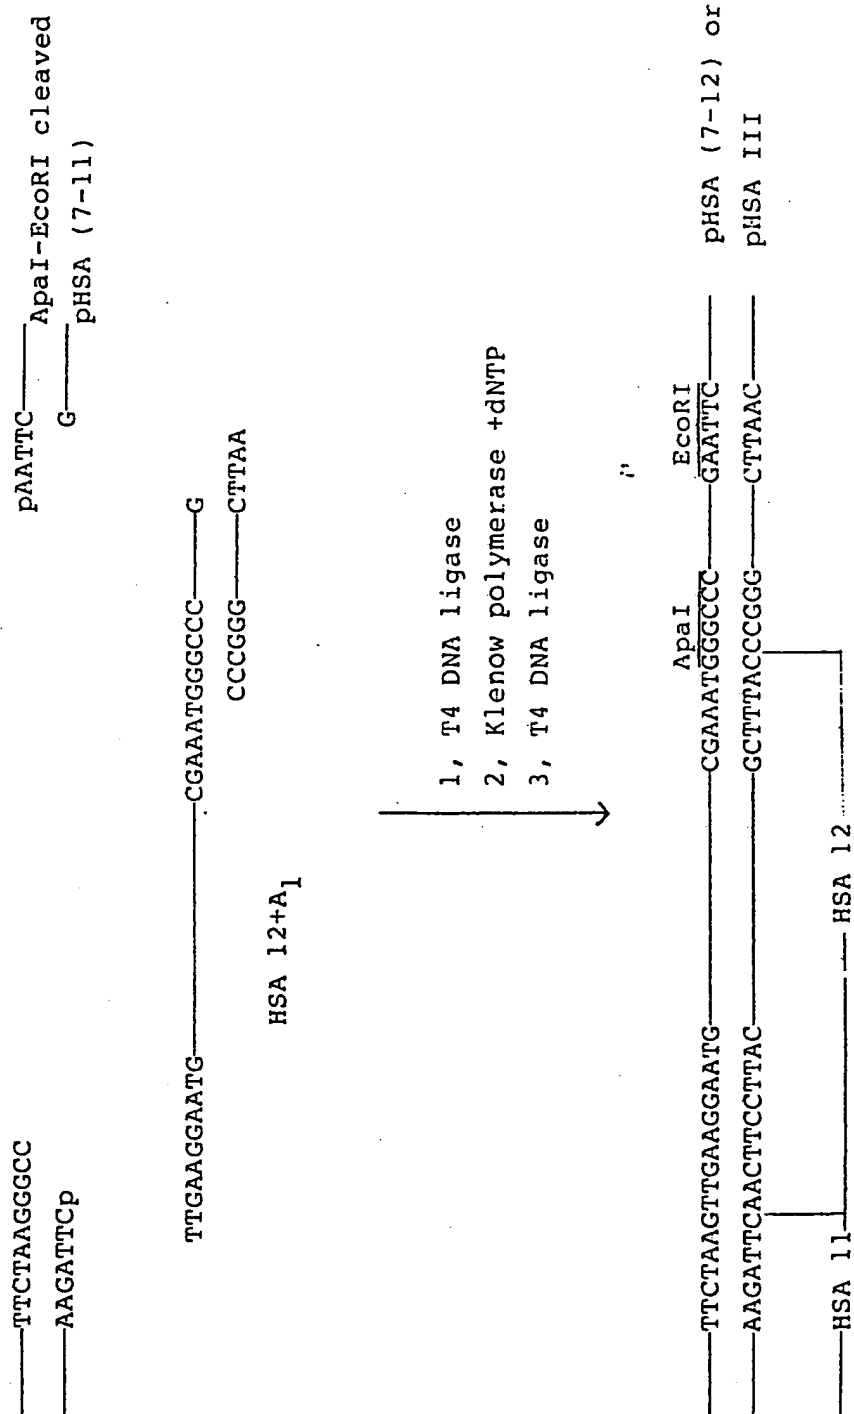 TTCTAAGGGCC
AAGATTCp
pAATTC
G
ApaI-EcoRI cleaved
pHSA (7-11)
TTGAAGGAATG CGAAATGGGCCC G
CCCGGG CTTAA
HSA 12+A1
1, T4 DNA ligase
2, Klenow polymerase +dNTP
3, T4 DNA ligase
ApaI EcoRI
TTCTAAGTTGAAGGAATG CGAAATGGGCCC GAATTC
AAGATTCAACTTCCTTAC GCTTTACCCGGG CTTAAC
pHSA (7-12) or
pHSA III
HSA 11 HSA 12